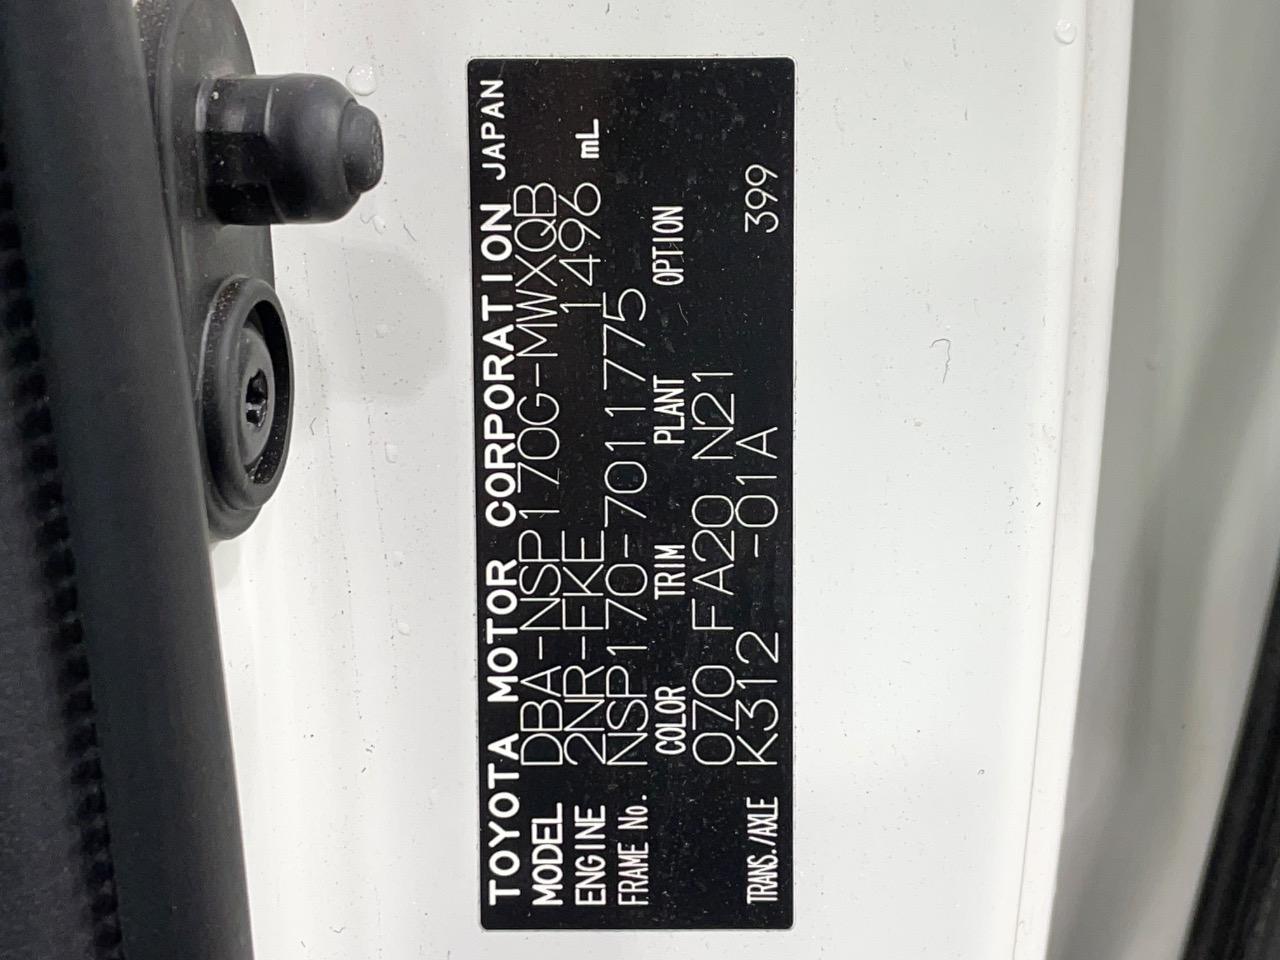 TOYOTA MOTOR CORPORATION JAPAN
MODEL DBA-NSP170G-MWXQB
ENGINE 2NR-FKE 1496 mL
FRAME No. NSP170-7011775
COLOR TRIM PLANT OPTION
070 FA20 N21
TRANS./AXLE K312 -01A 399